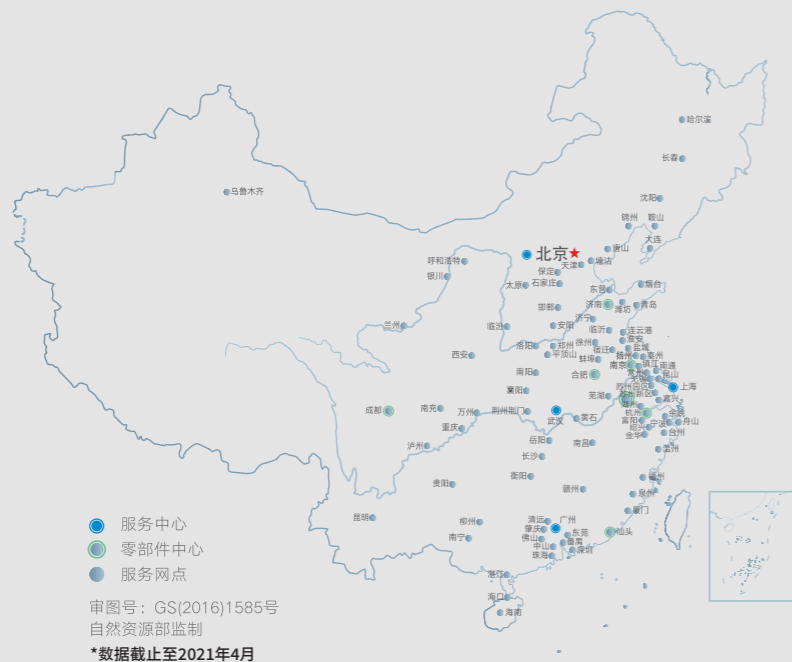 哈尔滨
长春
乌鲁木齐
沈阳
锦州 鞍山
大连
唐山
北京
呼和浩特
天津 塘沽
保定
银川
太原 石家庄
东营 烟台
济南 潍坊 青岛
邯郸
济宁
兰州 临汾 安阳 临沂 连云港
淮安
洛阳 郑州 徐州 宿迁 盐城
西安 平顶山 蚌埠 扬州 泰州
南京 镇江 南通
南阳 合肥 常州 无锡 昆山
苏州园区 上海
襄阳 芜湖 苏州新区
嘉兴
成都 南充 万州 荆州荆门 杭州 余姚
武汉 黄石 富阳 宁波 舟山
重庆 绍兴
金华 台州
泸州 岳阳 南昌 温州
长沙
贵阳 衡阳 赣州 福州
泉州
昆明 柳州 清远 广州 厦门
肇庆 汕头
南宁 佛山 东莞
中山 番禺
珠海 深圳
湛江
海口
海南
服务中心
零部件中心
服务网点
审图号：GS(2016)1585号
自然资源部监制
*数据截止至2021年4月